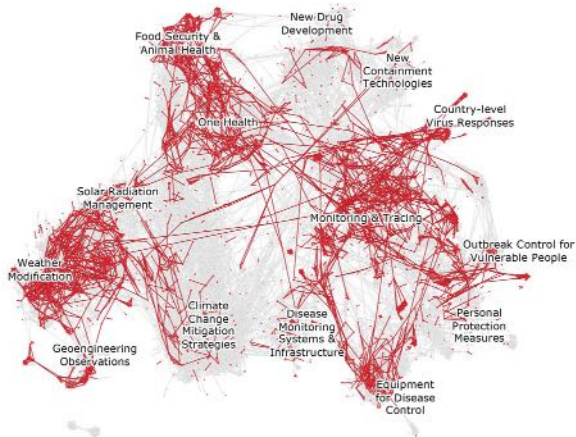 New Drug
Development
Food Security &
Animal Health
New
Containment
Technologies
Country-level
Virus Responses
One Health
Solar Radiation
Management
Monitoring & Tracing
Outbreak Control for
Vulnerable People
Weather
Modification
Climate
Change
Mitigation
Strategies
Disease
Monitoring
Systems &
Infrastructure
Personal
Protection
Measures
Geoengineering
Observations
Equipment
for Disease
Control